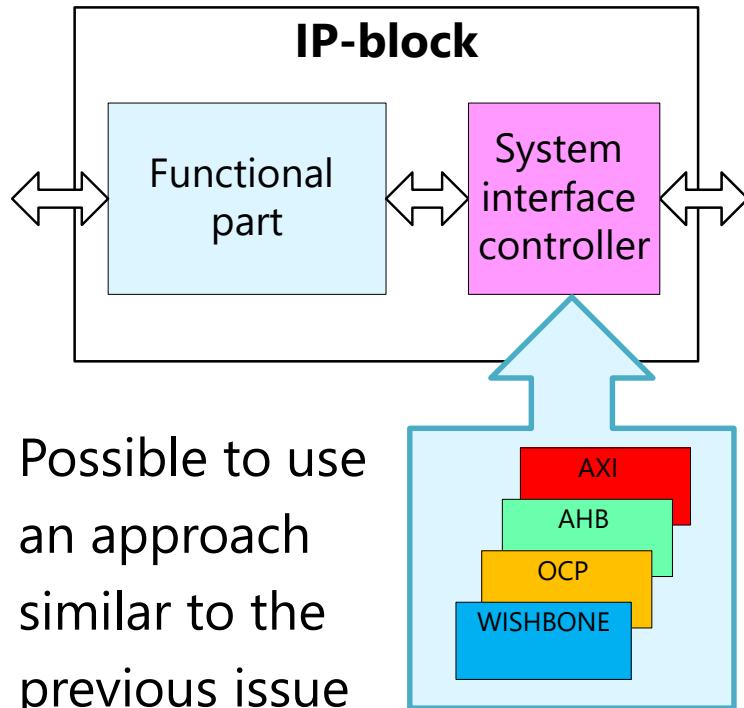 IP-block
Functional
part
System
interface
controller
Possible to use
an approach
similar to the
previous issue
AXI
AHB
OCP
WISHBONE